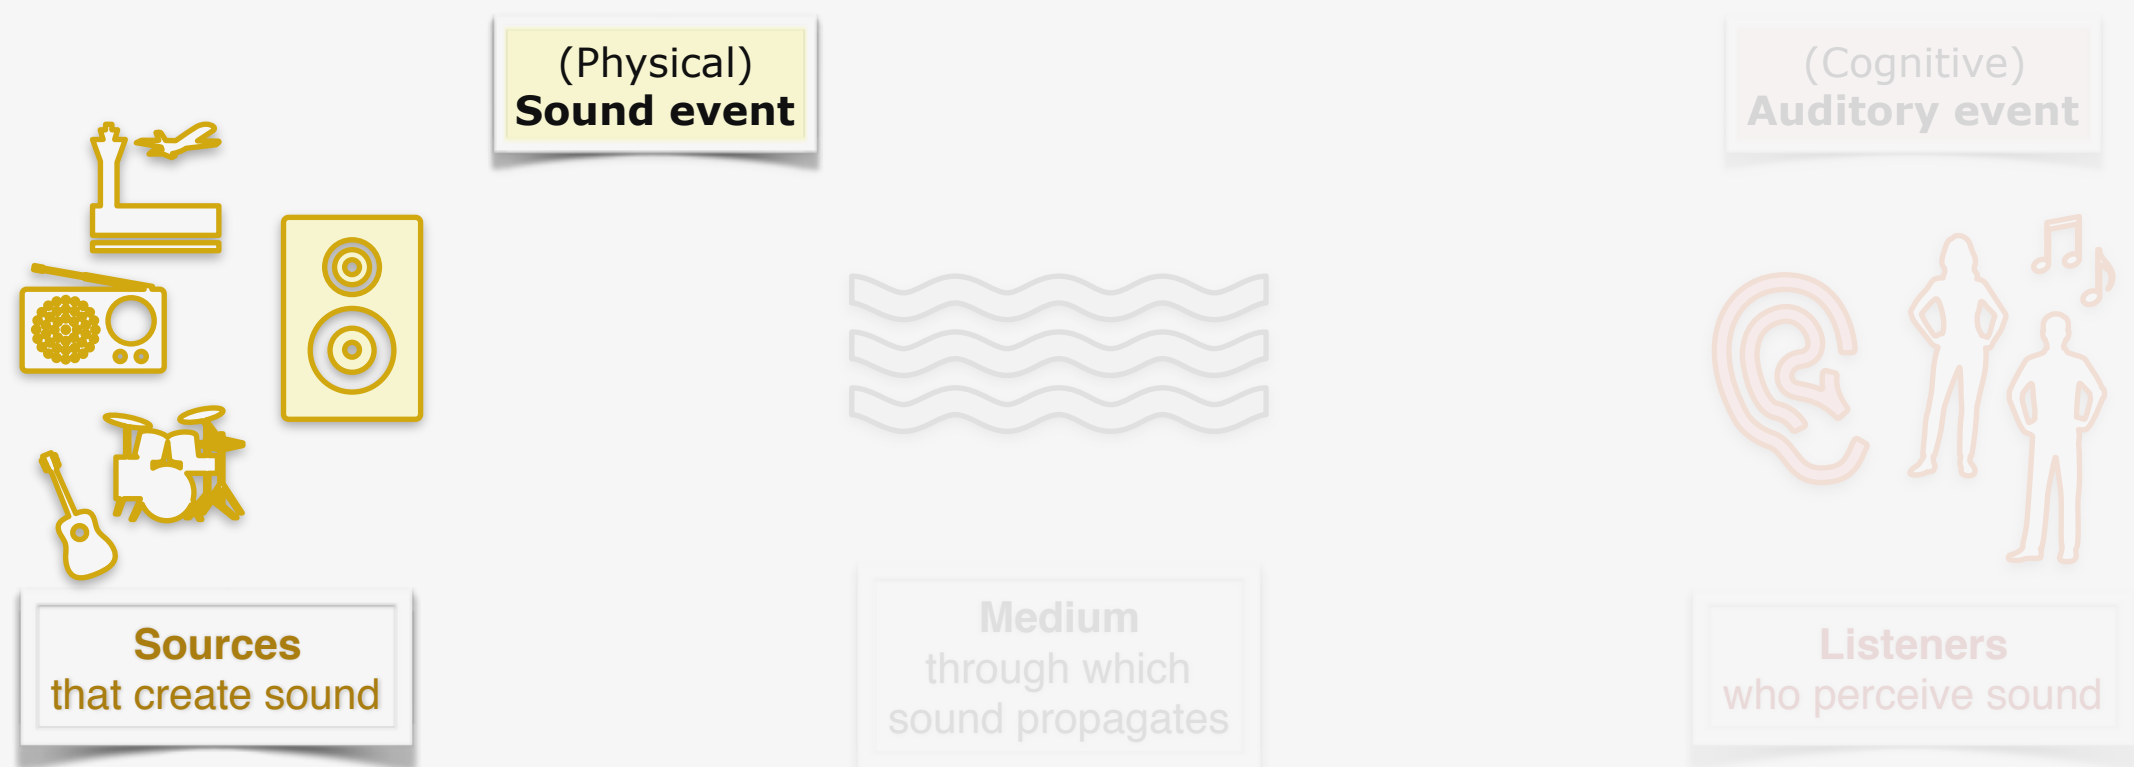 (Physical)
Sound event
(Cognitive)
Auditory event
Sources
that create sound
Medium
through which
sound propagates
Listeners
who perceive sound